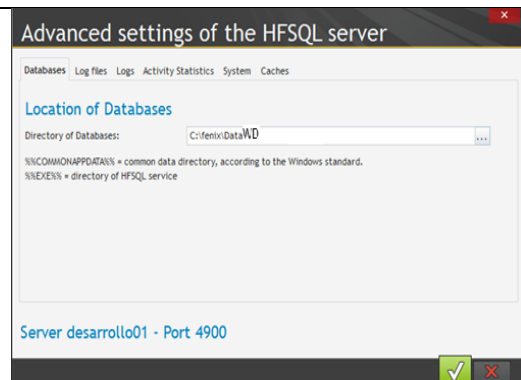 Advanced settings of the HFSQL server
Databases Log files Logs Activity Statistics System Caches
Location of Databases
Directory of Databases: C:\fenix\DataWD ...
%%COMMONAPPDATA%% = common data directory, according to the Windows standard.
%%EXE%% = directory of HFSQL service
Server desarrollo01 - Port 4900